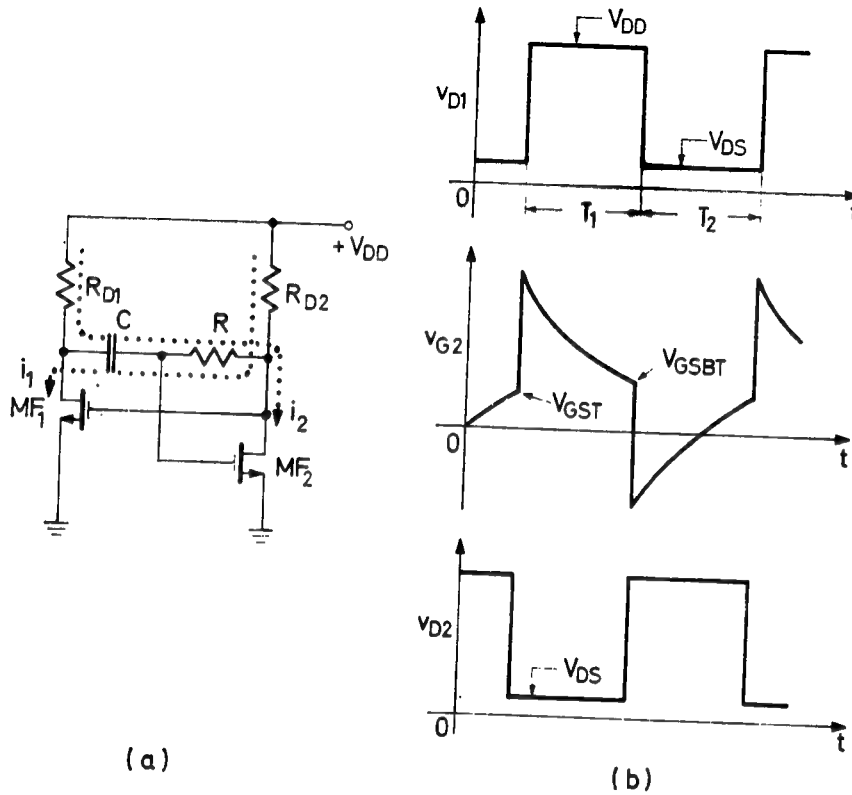 + V_DD
R_D1
R_D2
C
R
i_1
MF_1
i_2
MF_2
(a)
v_D1
V_DD
V_DS
0
T_1
T_2
t
v_G2
V_GST
V_GSBT
0
t
v_D2
V_DS
0
t
(b)